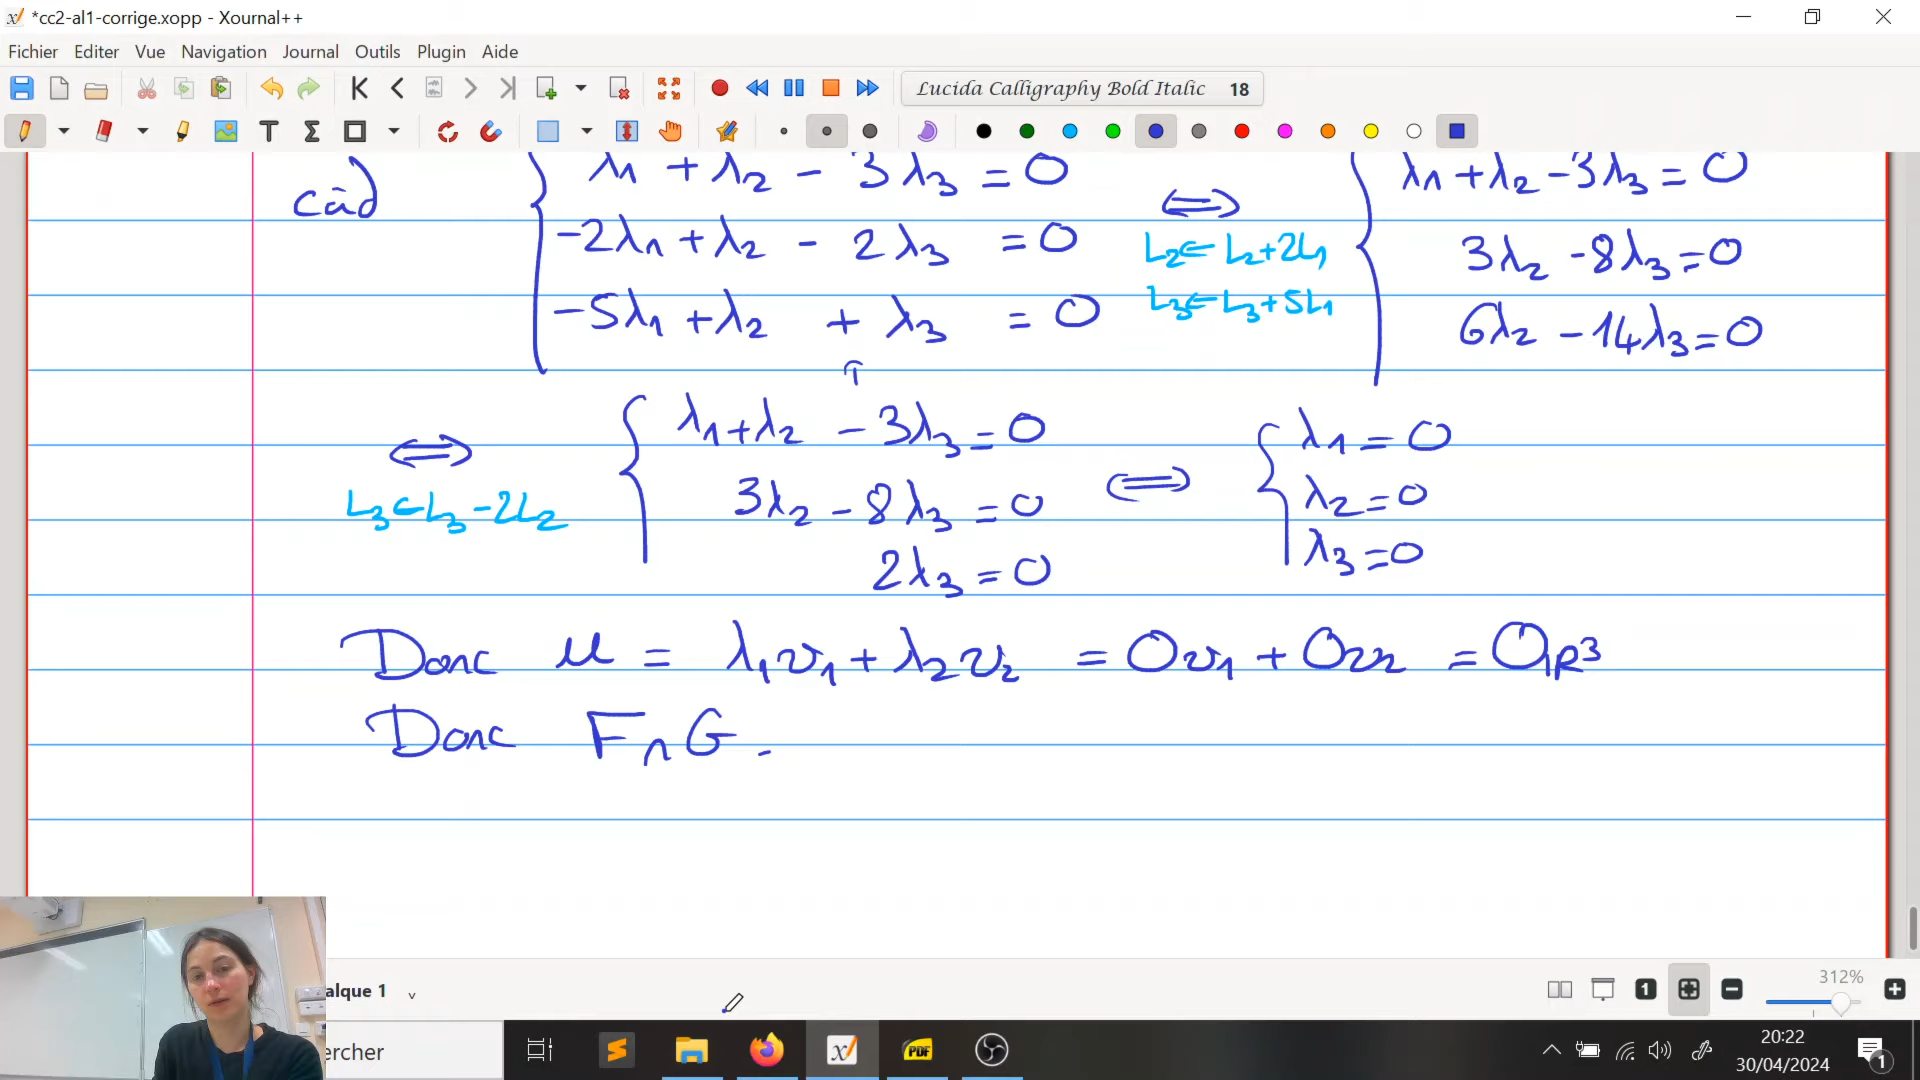 *cc2-al1-corrige.xopp - Xournal++
Fichier Editer Vue Navigation Journal Outils Plugin Aide
Lucida Calligraphy Bold Italic 18
càd
λ1 + λ2 - 3λ3 = 0
-2λ1 + λ2 - 2λ3 = 0
-5λ1 + λ2 + λ3 = 0
⟺
L2 ← L2 + 2L1
L3 ← L3 + 5L1
λ1 + λ2 - 3λ3 = 0
3λ2 - 8λ3 = 0
6λ2 - 14λ3 = 0
⟺
L3 ← L3 - 2L2
λ1 + λ2 - 3λ3 = 0
3λ2 - 8λ3 = 0
2λ3 = 0
⟺
λ1 = 0
λ2 = 0
λ3 = 0
Donc u = λ1v1 + λ2v2 = 0v1 + 0v2 = 0ℝ³
Donc F∩G -
alque 1
1
312%
ercher
PDF
20:22
30/04/2024
1